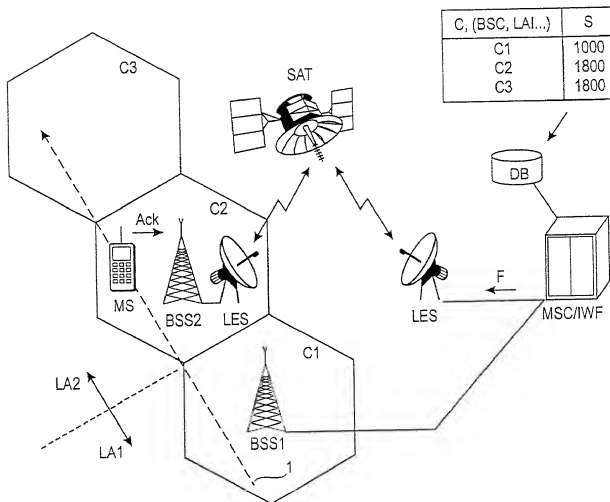 C, (BSC, LAI...) S
C1 1000
C2 1800
C3 1800
C3
SAT
DB
C2
Ack
F
MS
BSS2
LES
LES
MSC/IWF
C1
LA2
LA1
BSS1
1